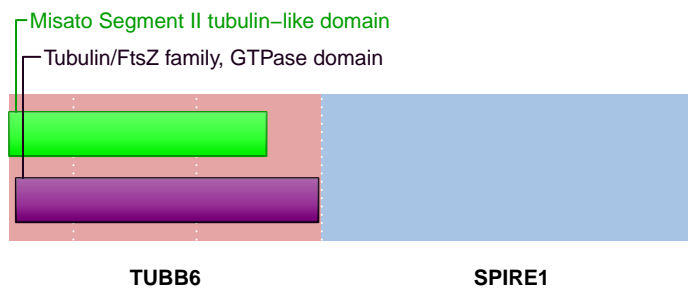 Misato Segment II tubulin−like domain
Tubulin/FtsZ family, GTPase domain
TUBB6 SPIRE1